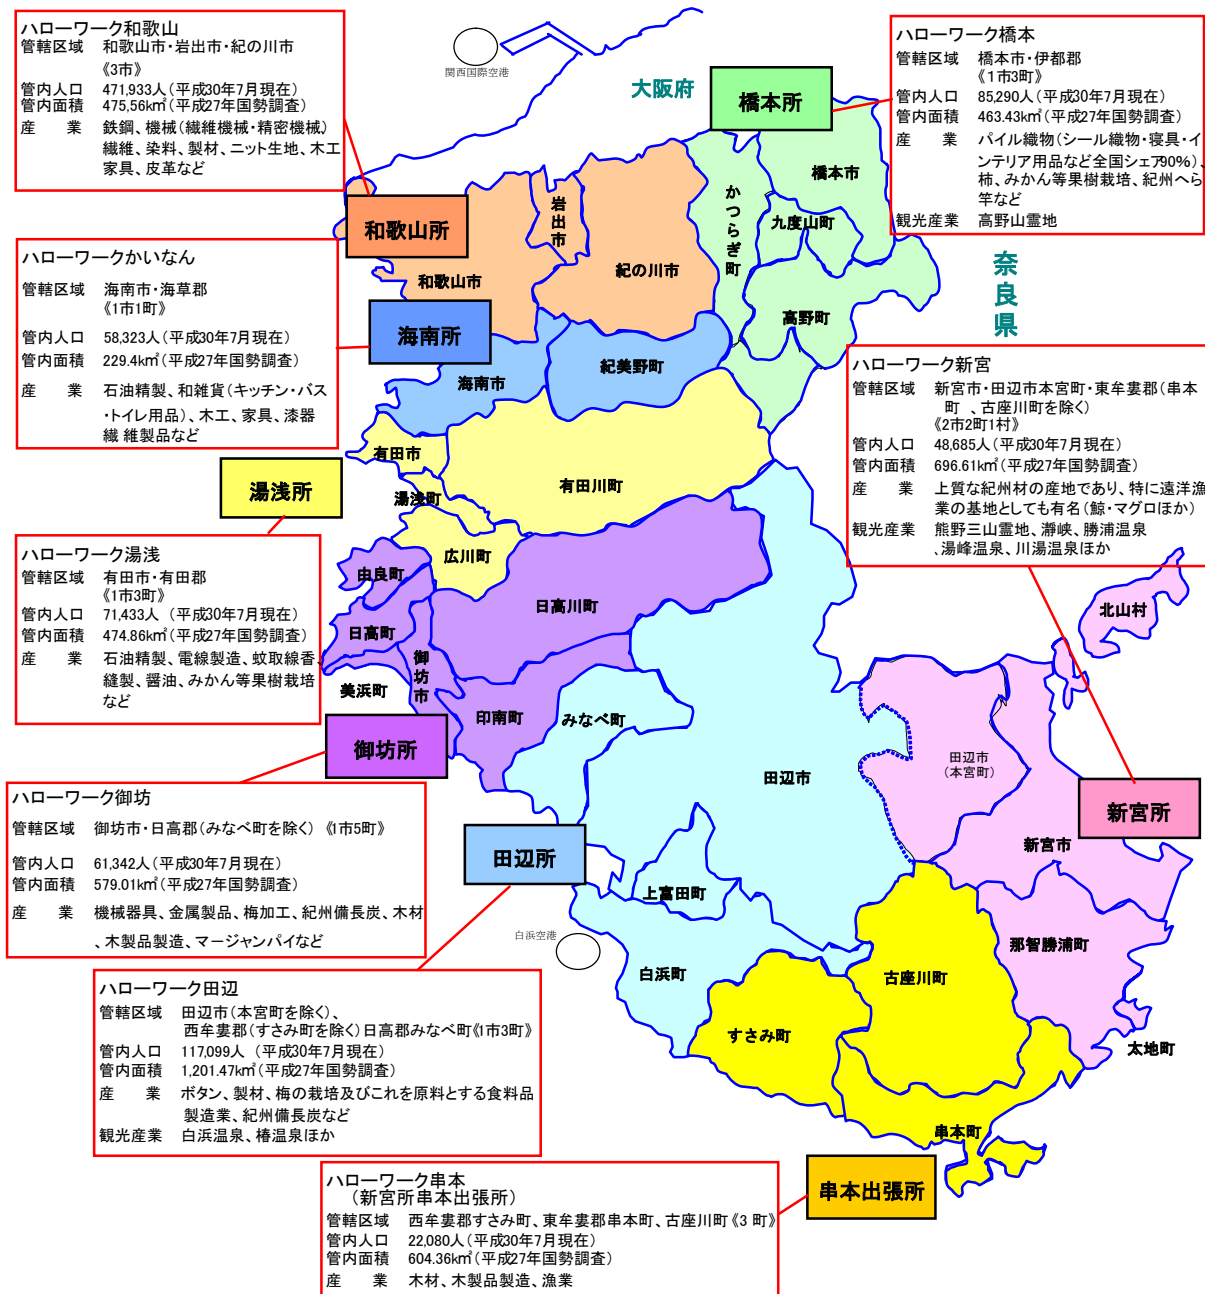 ハローワーク和歌山
管轄区域 和歌山市・岩出市・紀の川市
《3市》
管内人口 471,933人(平成30年7月現在)
管内面積 475,56k㎡(平成27年国勢調査)
産 業 鉄鋼、機械(繊維機械・精密機械)
繊維、染料、製材、ニット生地、木工
家具、皮革など
関西国際空港
大阪府
橋本所
ハローワーク橋本
管轄区域 橋本市・伊都郡
《1市3町》
管内人口 85,290人(平成30年7月現在)
管内面積 463.43k㎡(平成27年国勢調査)
産 業 パイル織物(シール織物・寝具・イ
ンテリア用品など全国シェア90%)、
柿、みかん等果樹栽培、紀州へら
竿など
観光産業 高野山霊地
和歌山所
和歌山市
岩出市
紀の川市
かつらぎ町
橋本市
九度山町
高野町
奈良県
ハローワークかいなん
管轄区域 海南市・海草郡
《1市1町》
管内人口 58,323人(平成30年7月現在)
管内面積 229.4k㎡(平成27年国勢調査)
産 業 石油精製、和雑貨(キッチン・バス
・トイレ用品)、木工、家具、漆器
繊 維製品など
海南所
海南市
紀美野町
ハローワーク新宮
管轄区域 新宮市・田辺市本宮町・東牟婁郡(串本
町 、古座川町を除く)
《2市2町1村》
管内人口 48,685人(平成30年7月現在)
管内面積 696.61k㎡(平成27年国勢調査)
産 業 上質な紀州材の産地であり、特に遠洋漁
業の基地としても有名(鯨・マグロほか)
観光産業 熊野三山霊地、瀞峡、勝浦温泉
、湯峰温泉、川湯温泉ほか
湯浅所
有田市
湯浅町
有田川町
広川町
ハローワーク湯浅
管轄区域 有田市・有田郡
《1市3町》
管内人口 71,433人 (平成30年7月現在)
管内面積 474.86k㎡(平成27年国勢調査)
産 業 石油精製、電線製造、蚊取線香、
縫製、醤油、みかん等果樹栽培
など
由良町
日高川町
日高町
御坊市
美浜町
印南町
みなべ町
北山村
御坊所
田辺市
田辺市
(本宮町)
新宮所
新宮市
ハローワーク御坊
管轄区域 御坊市・日高郡(みなべ町を除く) 《1市5町》
管内人口 61,342人(平成30年7月現在)
管内面積 579.01k㎡(平成27年国勢調査)
産 業 機械器具、金属製品、梅加工、紀州備長炭、木材
、木製品製造、マージャンパイなど
田辺所
上富田町
白浜空港
白浜町
古座川町
那智勝浦町
すさみ町
太地町
串本町
ハローワーク田辺
管轄区域 田辺市(本宮町を除く)、
西牟婁郡(すさみ町を除く)日高郡みなべ町《1市3町》
管内人口 117,099人 (平成30年7月現在)
管内面積 1,201.47k㎡(平成27年国勢調査)
産 業 ボタン、製材、梅の栽培及びこれを原料とする食料品
製造業、紀州備長炭など
観光産業 白浜温泉、椿温泉ほか
串本出張所
ハローワーク串本
(新宮所串本出張所)
管轄区域 西牟婁郡すさみ町、東牟婁郡串本町、古座川町《3 町》
管内人口 22,080人(平成30年7月現在)
管内面積 604.36k㎡(平成27年国勢調査)
産 業 木材、木製品製造、漁業